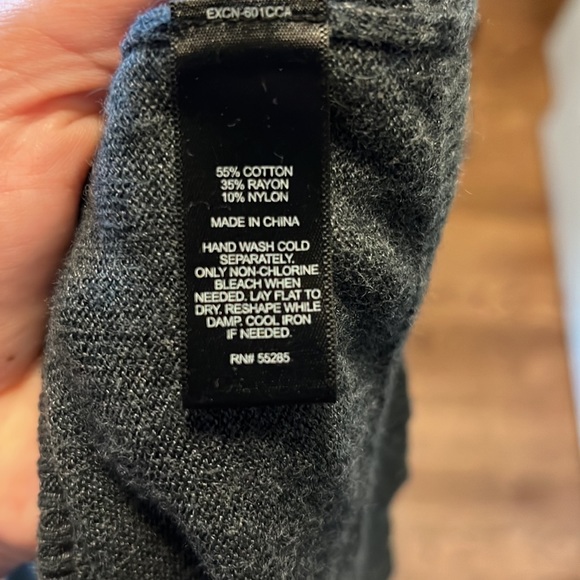 EXCN-601CCA
55% COTTON
35% RAYON
10% NYLON
MADE IN CHINA
HAND WASH COLD
SEPARATELY.
ONLY NON-CHLORINE
BLEACH WHEN
NEEDED. LAY FLAT TO
DRY. RESHAPE WHILE
DAMP. COOL IRON
IF NEEDED.
RN# 55285